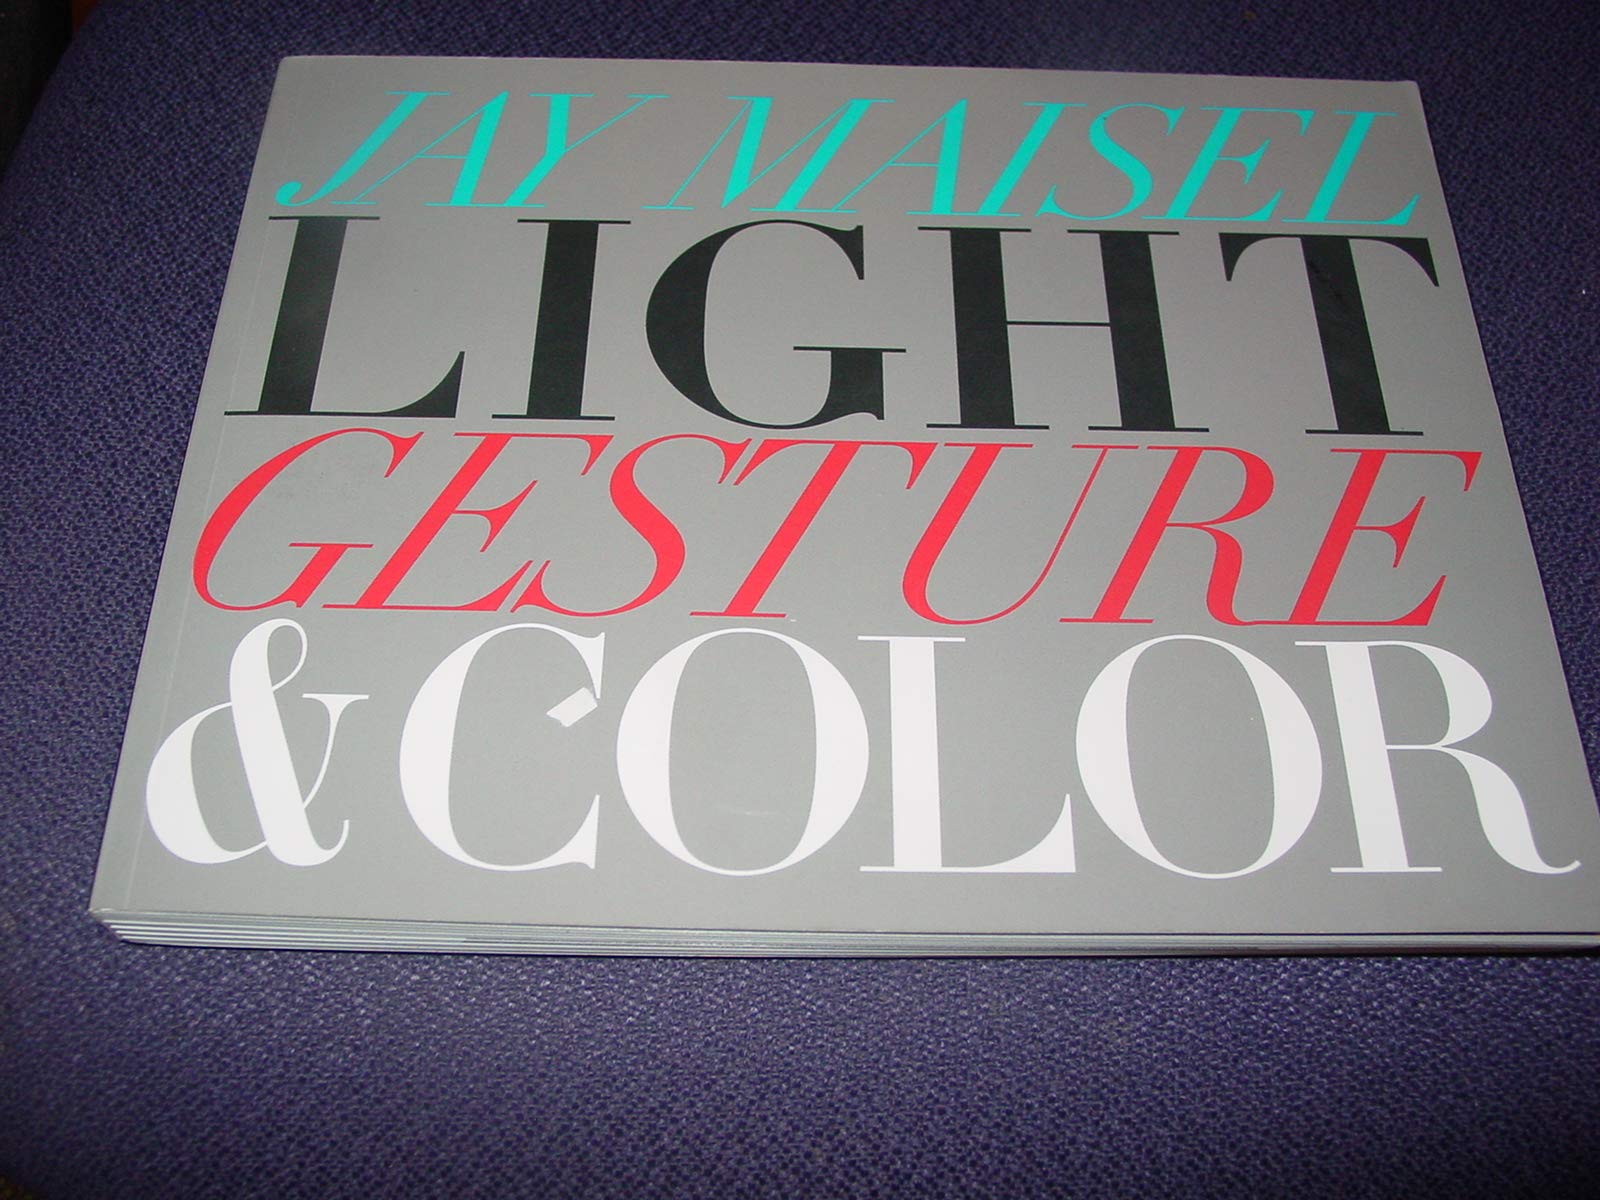 JAY MAISEL
LIGHT
GESTURE
& COLOR